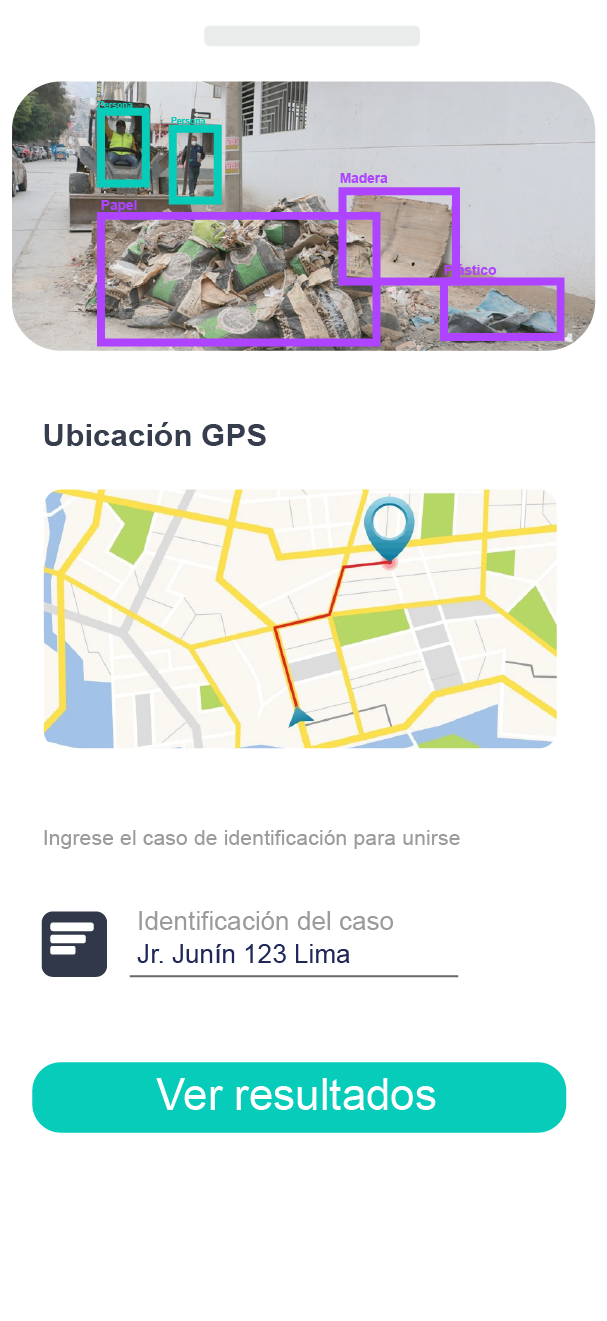 Persona
Persona
Madera
Papel
Plástico
Ubicación GPS
Ingrese el caso de identificación para unirse
Identificación del caso
Jr. Junín 123 Lima
Ver resultados